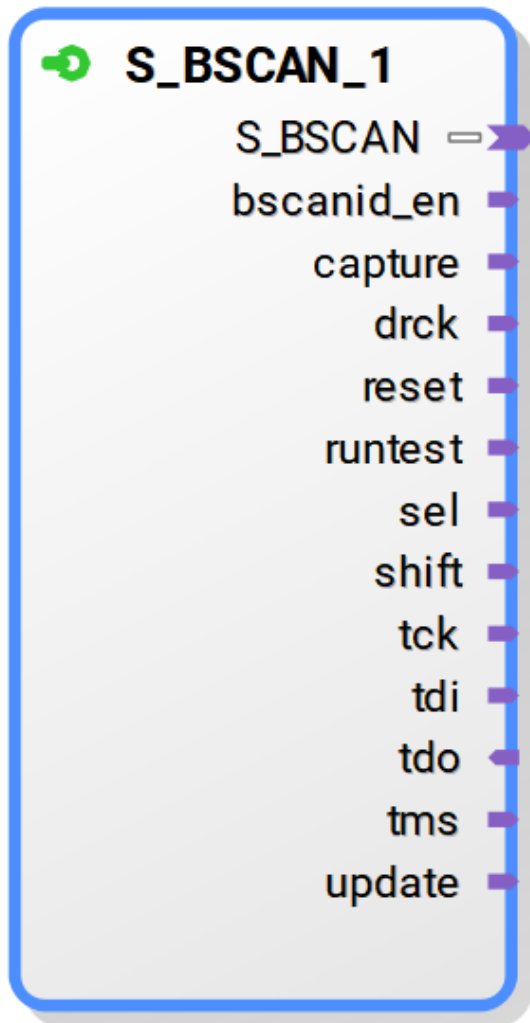 S_BSCAN_1
S_BSCAN
bscanid_en
capture
drck
reset
runtest
sel
shift
tck
tdi
tdo
tms
update